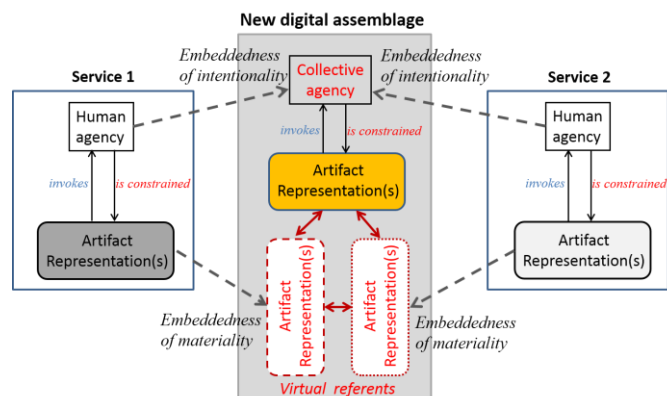 New digital assemblage
Embeddedness
of intentionality
Embeddedness
of intentionality
Service 1
Service 2
Collective
agency
Human
agency
Human
agency
invokes
is constrained
invokes
is constrained
invokes
is constrained
Artifact
Representation(s)
Artifact
Representation(s)
Artifact
Representation(s)
Artifact
Representation(s)
Artifact
Representation(s)
Embeddedness
of materiality
Embeddedness
of materiality
Virtual referents